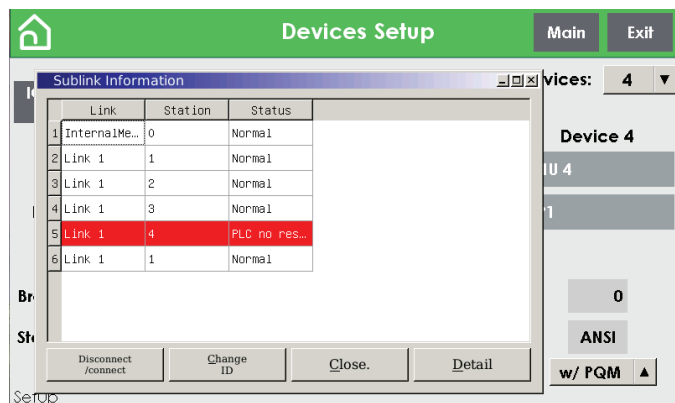 Devices Setup
Main
Exit
Sublink Information
vices:
4
Link
Station
Status
1 InternalMe... 0 Normal
2 Link 1 1 Normal
3 Link 1 2 Normal
4 Link 1 3 Normal
5 Link 1 4 PLC no res...
6 Link 1 1 Normal
Device 4
IU 4
Br
0
St
ANSI
Disconnect
/connect
Change
ID
Close.
Detail
w/ PQM
Setup